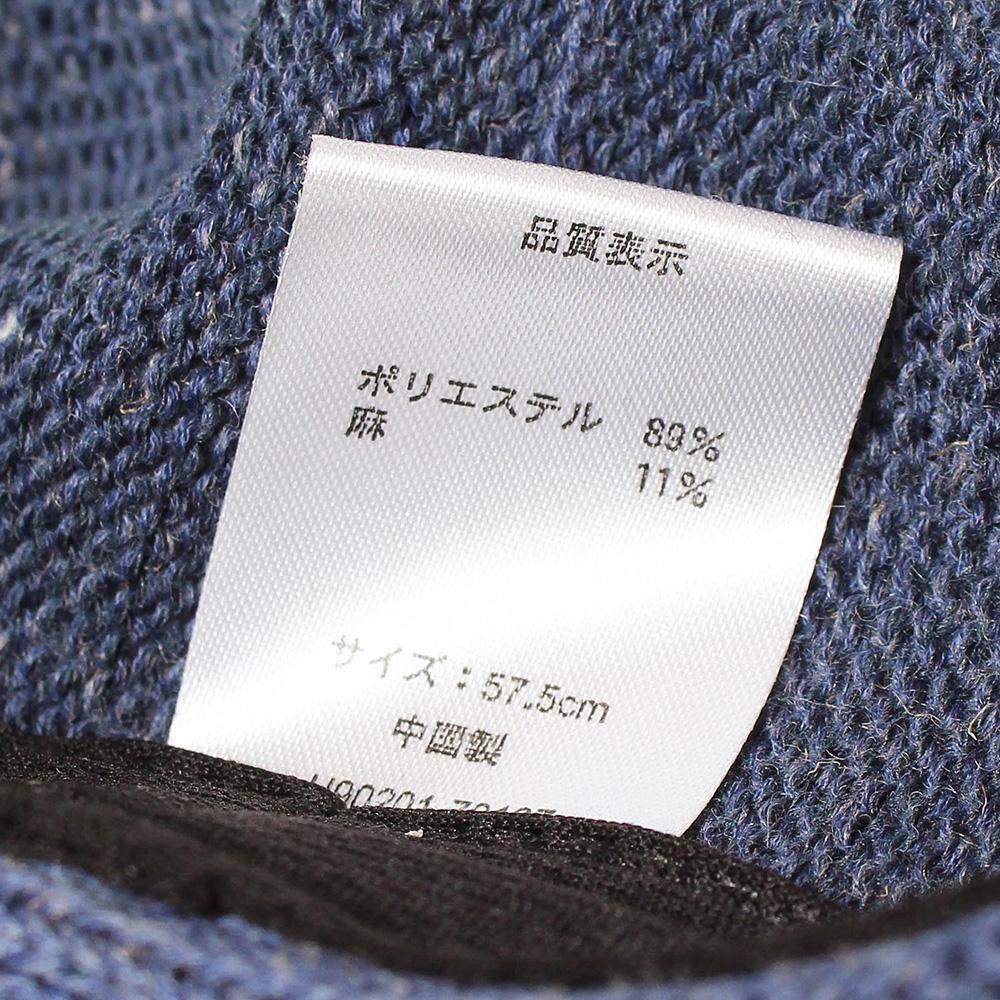 品質表示
ポリエステル 89%
麻 11%
サイズ：57.5cm
中国製